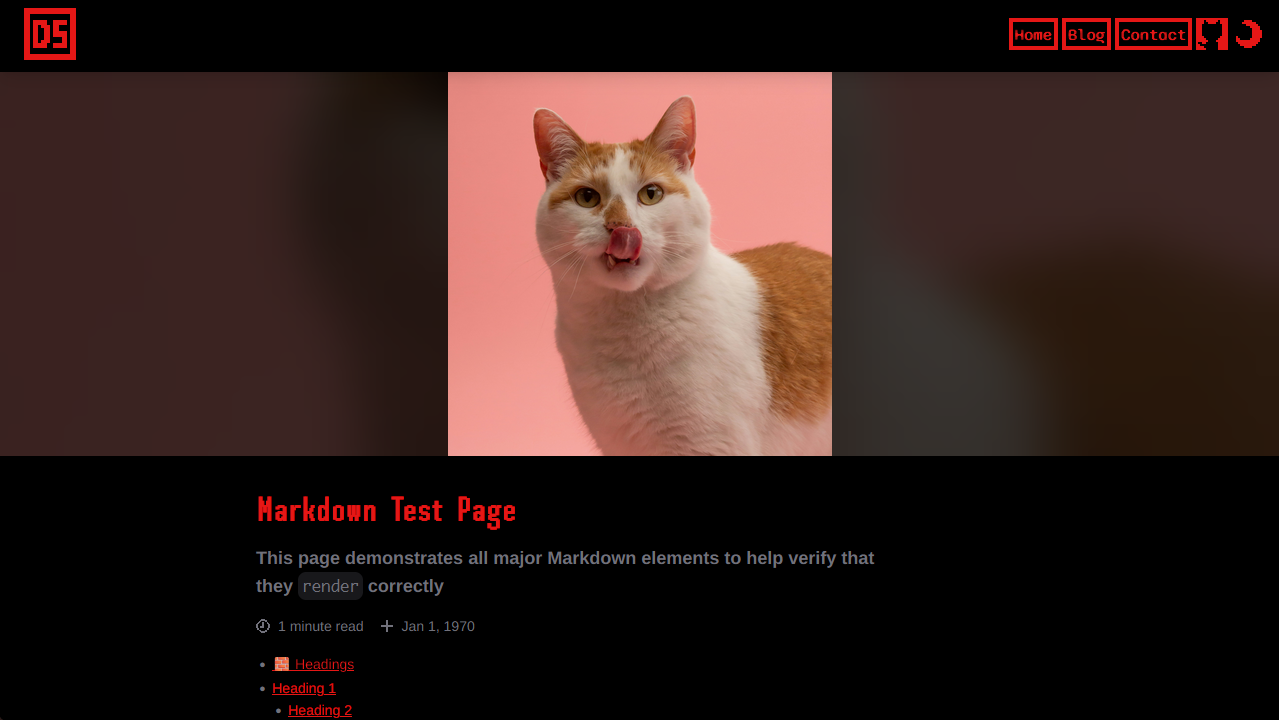 DS
Home Blog Contact
Markdown Test Page
This page demonstrates all major Markdown elements to help verify that
they render correctly
1 minute read Jan 1, 1970
🧱 Headings
Heading 1
Heading 2